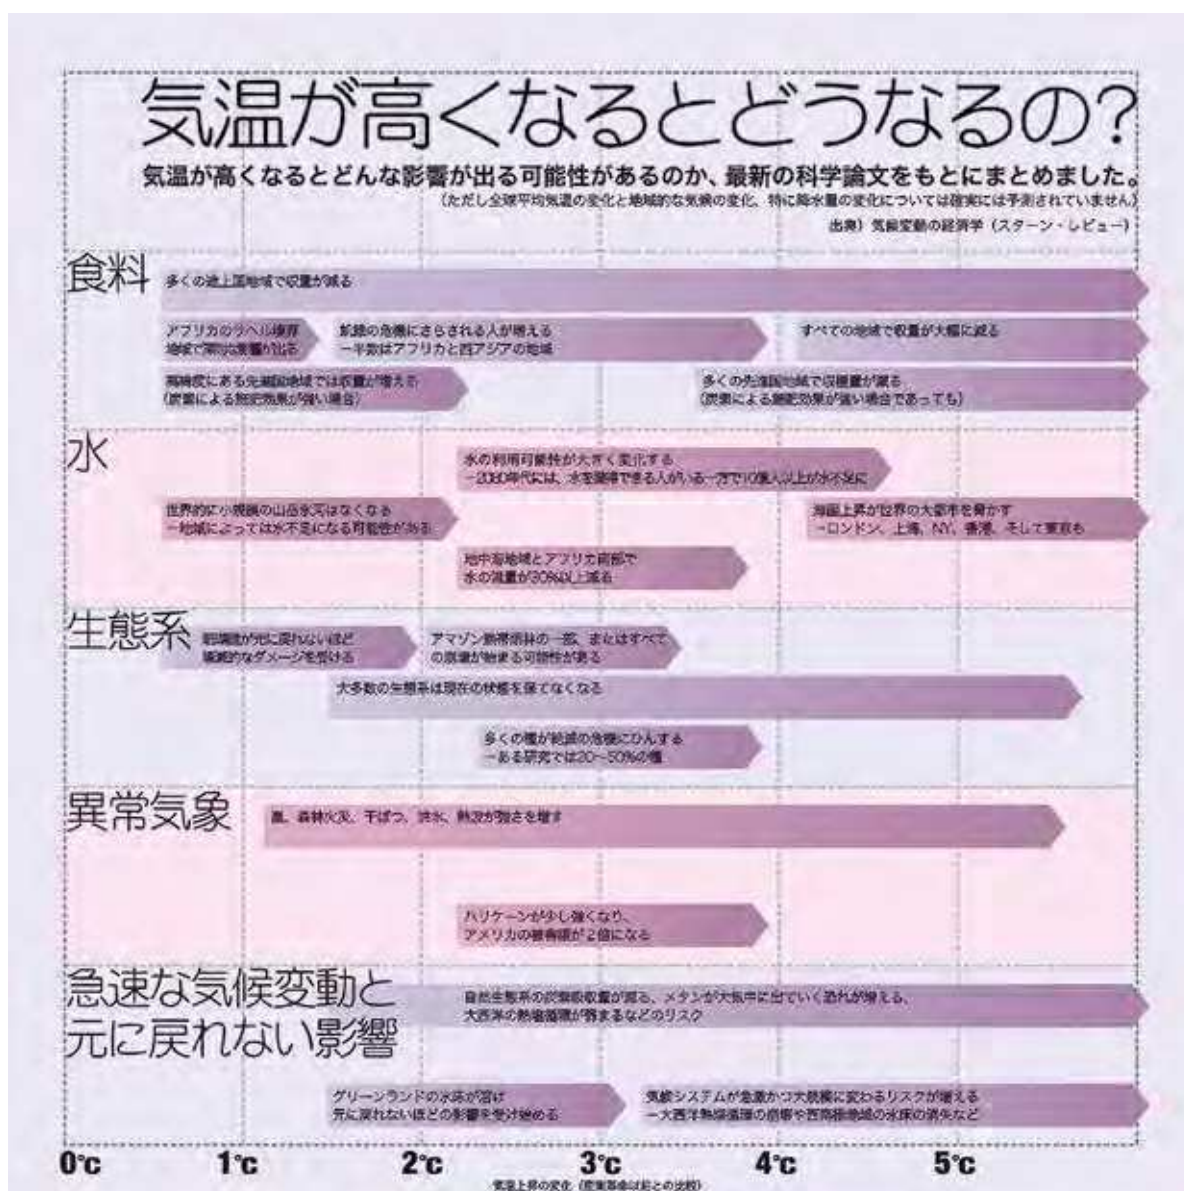 気温が高くなるとどうなるの?
気温が高くなるとどんな影響が出る可能性があるのか、最新の科学論文をもとにまとめました。
(ただし全球平均気温の変化と地域的な気候の変化、特に降水量の変化については確実には予測されていません)
出典) 気候変動の経済学 (スターン・レビュー)
食料
多くの途上国地域で収量が減る
アフリカのサヘル
地域で影響が出る
飢餓の危機にさらされる人が増える
ー半数はアフリカと西アジアの地域
すべての地域で収量が大幅に減る
高緯度にある先進国地域では収量が増える
(炭素による施肥効果が強い場合)
多くの先進国地域で収穫量が減る
(炭素による施肥効果が強い場合であっても)
水
水の利用可能性が大きく変化する
ー2080年代には、水を獲得できる人がいる一方で10億人以上が水不足に
世界的に小規模の山岳氷河はなくなる
ー地域によっては水不足になる可能性がある
海面上昇が世界の大都市を脅かす
ーロンドン、上海、NY、香港、そして東京も
地中海地域とアフリカ南部で
水の流量が30%以上減る
生態系
珊瑚礁が元に戻れないほど
壊滅的なダメージを受ける
アマゾン熱帯雨林の一部、またはすべて
の崩壊が始まる可能性がある
大多数の生態系は現在の状態を保てなくなる
多くの種が絶滅の危機にひんする
ーある研究では20〜50%の種
異常気象
嵐、森林火災、干ばつ、洪水、熱波が強さを増す
ハリケーンが少し強くなり、
アメリカの被害額が2倍になる
急速な気候変動と
元に戻れない影響
自然生態系の炭素吸収量が減る、メタンが大気中に出ていく恐れが増える、
大西洋の熱塩循環が弱まるなどのリスク
グリーンランドの氷床が溶け
元に戻れないほどの影響を受け始める
気候システムが急激かつ大規模に変わるリスクが増える
ー大西洋熱塩循環の崩壊や西南極地域の氷床の消失など
0℃ 1℃ 2℃ 3℃ 4℃ 5℃
気温上昇の変化 (産業革命以前との比較)